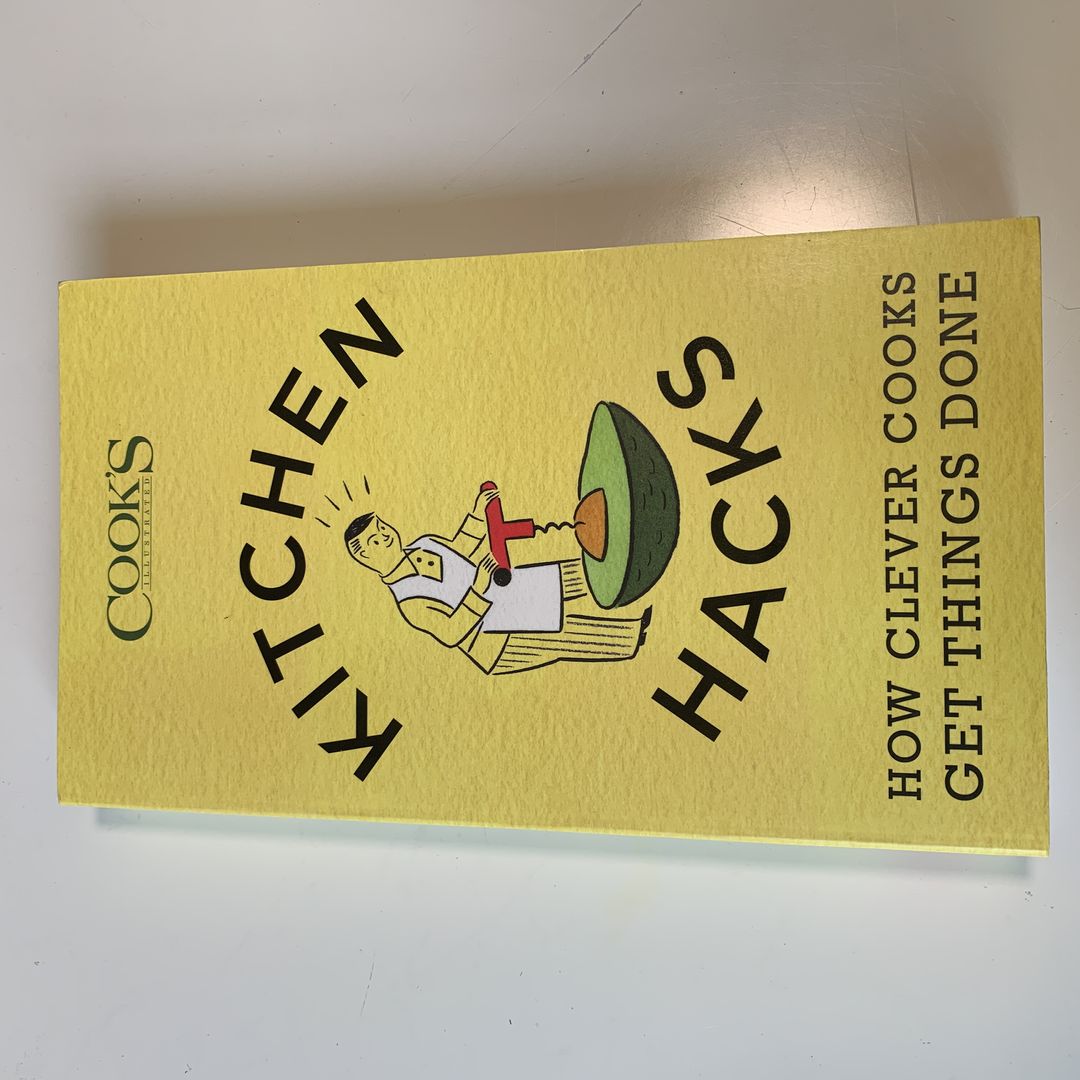 COOK'S
ILLUSTRATED
KITCHEN
HACKS
HOW CLEVER COOKS
GET THINGS DONE